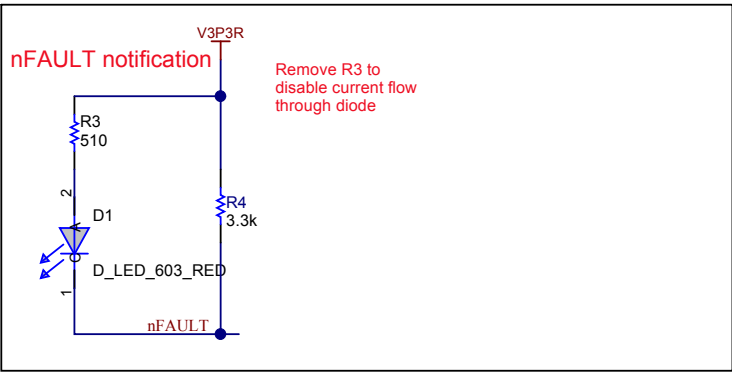 V3P3R
nFAULT notification
Remove R3 to
disable current flow
through diode
R3
510
2
D1
A
R4
3.3k
C
D_LED_603_RED
1
nFAULT